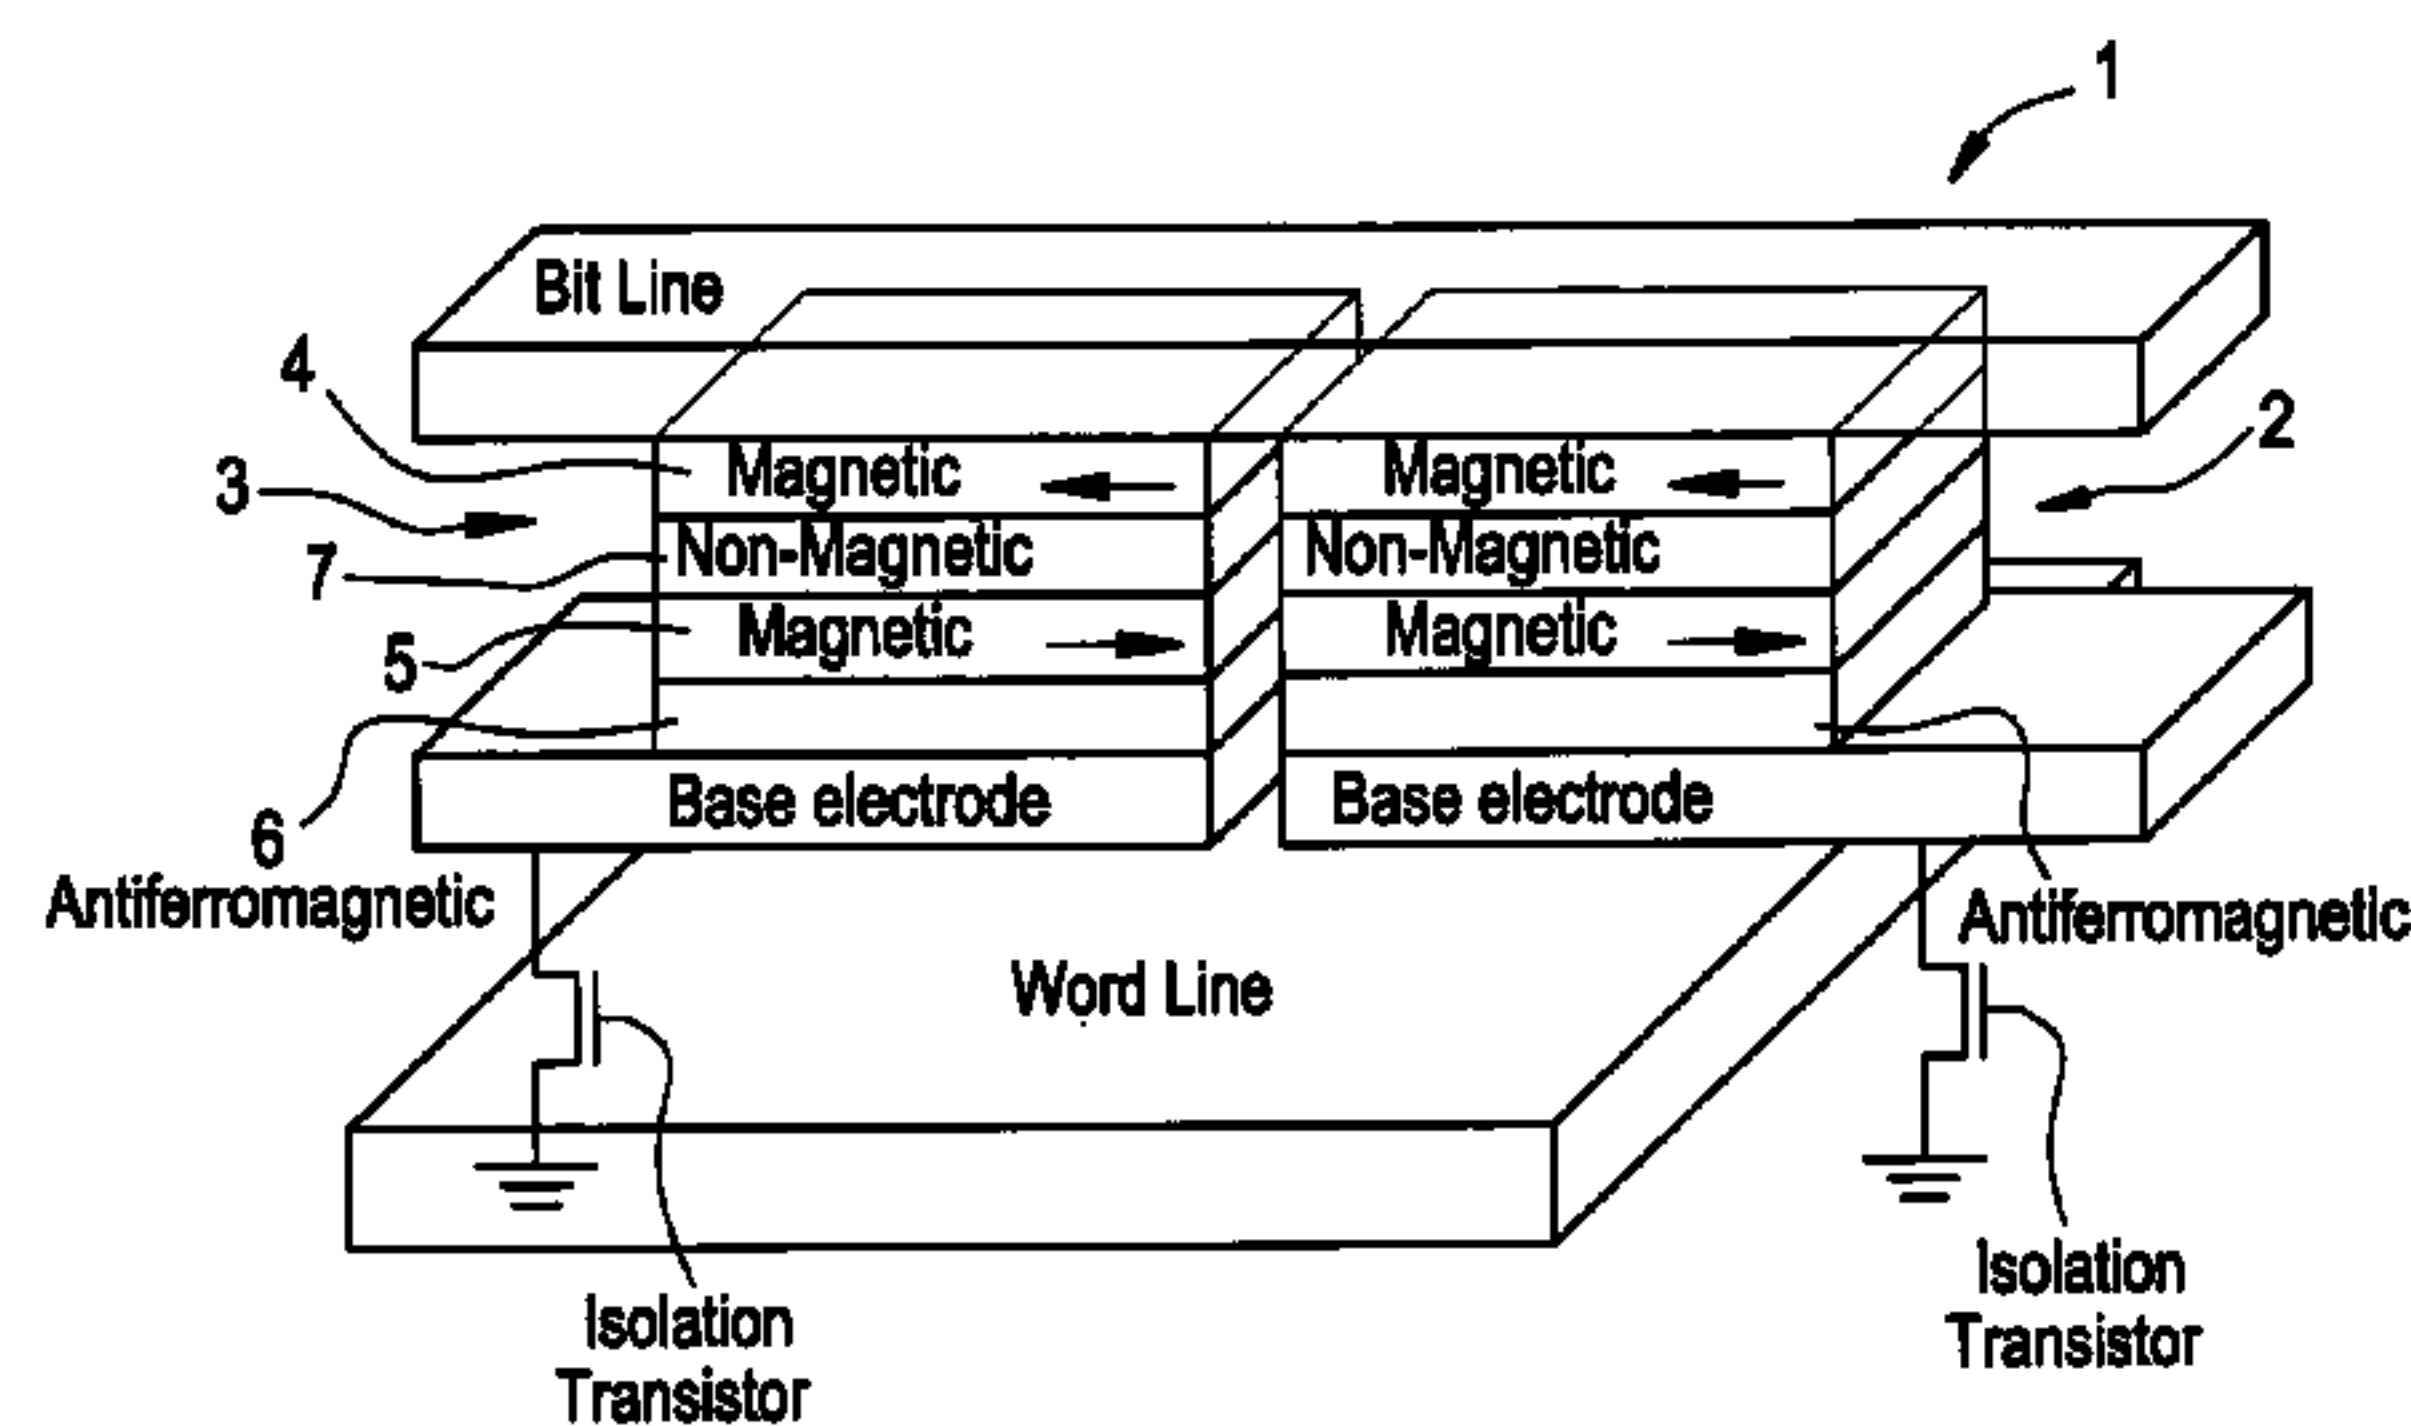 1
Bit Line
4
2
3
Magnetic
Magnetic
7
Non-Magnetic
Non-Magnetic
5
Magnetic
Magnetic
6
Base electrode
Base electrode
Antiferromagnetic
Antiferromagnetic
Word Line
Isolation
Transistor
Isolation
Transistor